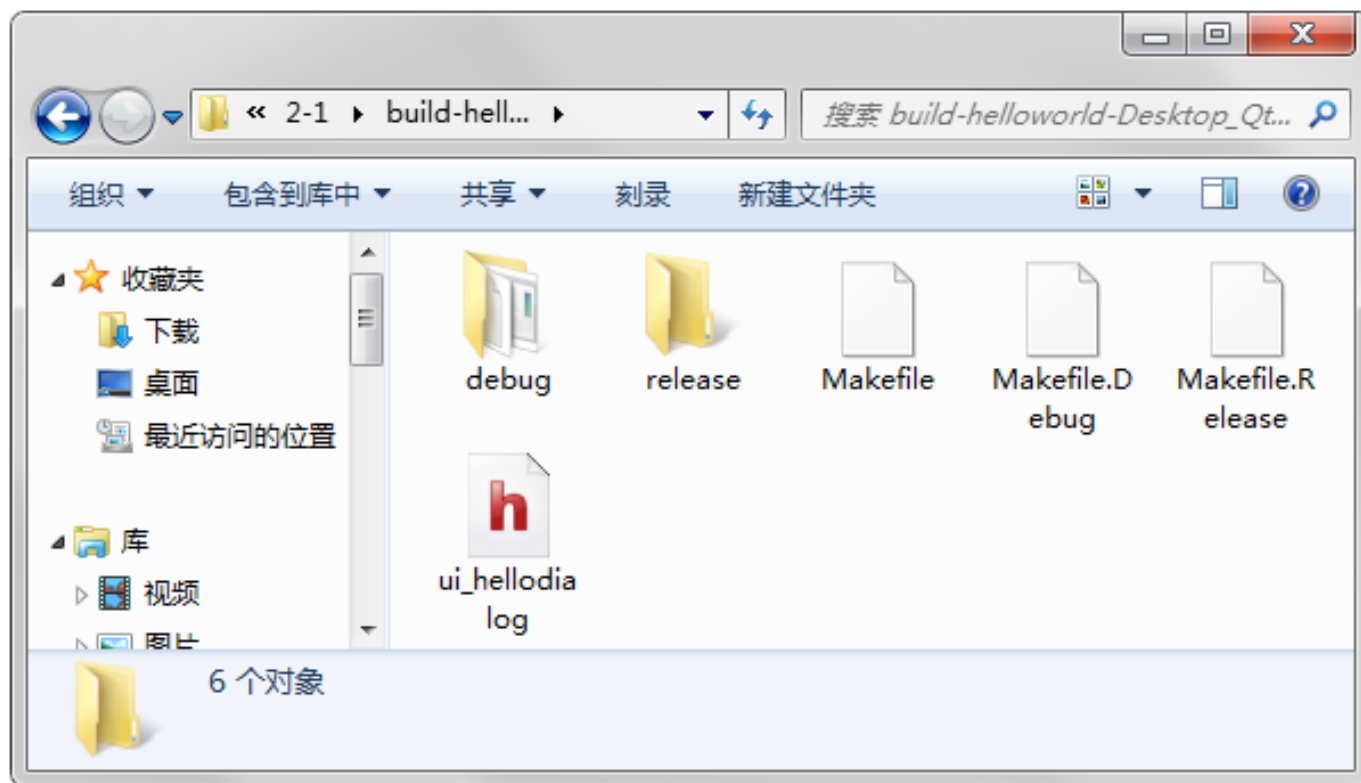 « 2-1 ▸ build-hell... ▸
搜索 build-helloworld-Desktop_Qt...
组织 包含到库中 共享 刻录 新建文件夹
收藏夹
下载
桌面
最近访问的位置
库
视频
图片
debug
release
Makefile
Makefile.D
ebug
Makefile.R
elease
h
ui_hellodia
log
6 个对象